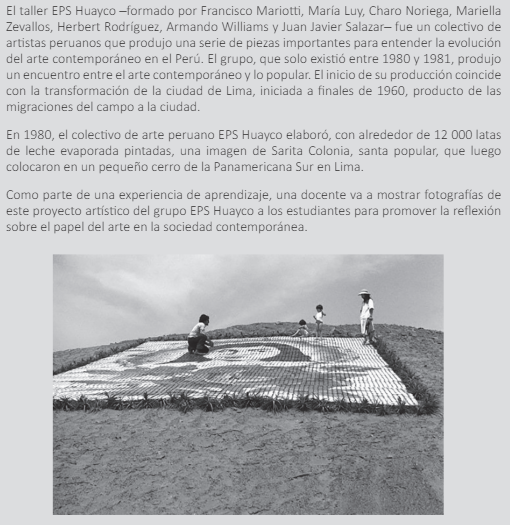 El taller EPS Huayco –formado por Francisco Mariotti, María Luy, Charo Noriega, Mariella
Zevallos, Herbert Rodríguez, Armando Williams y Juan Javier Salazar– fue un colectivo de
artistas peruanos que produjo una serie de piezas importantes para entender la evolución
del arte contemporáneo en el Perú. El grupo, que solo existió entre 1980 y 1981, produjo
un encuentro entre el arte contemporáneo y lo popular. El inicio de su producción coincide
con la transformación de la ciudad de Lima, iniciada a finales de 1960, producto de las
migraciones del campo a la ciudad.
En 1980, el colectivo de arte peruano EPS Huayco elaboró, con alrededor de 12 000 latas
de leche evaporada pintadas, una imagen de Sarita Colonia, santa popular, que luego
colocaron en un pequeño cerro de la Panamericana Sur en Lima.
Como parte de una experiencia de aprendizaje, una docente va a mostrar fotografías de
este proyecto artístico del grupo EPS Huayco a los estudiantes para promover la reflexión
sobre el papel del arte en la sociedad contemporánea.